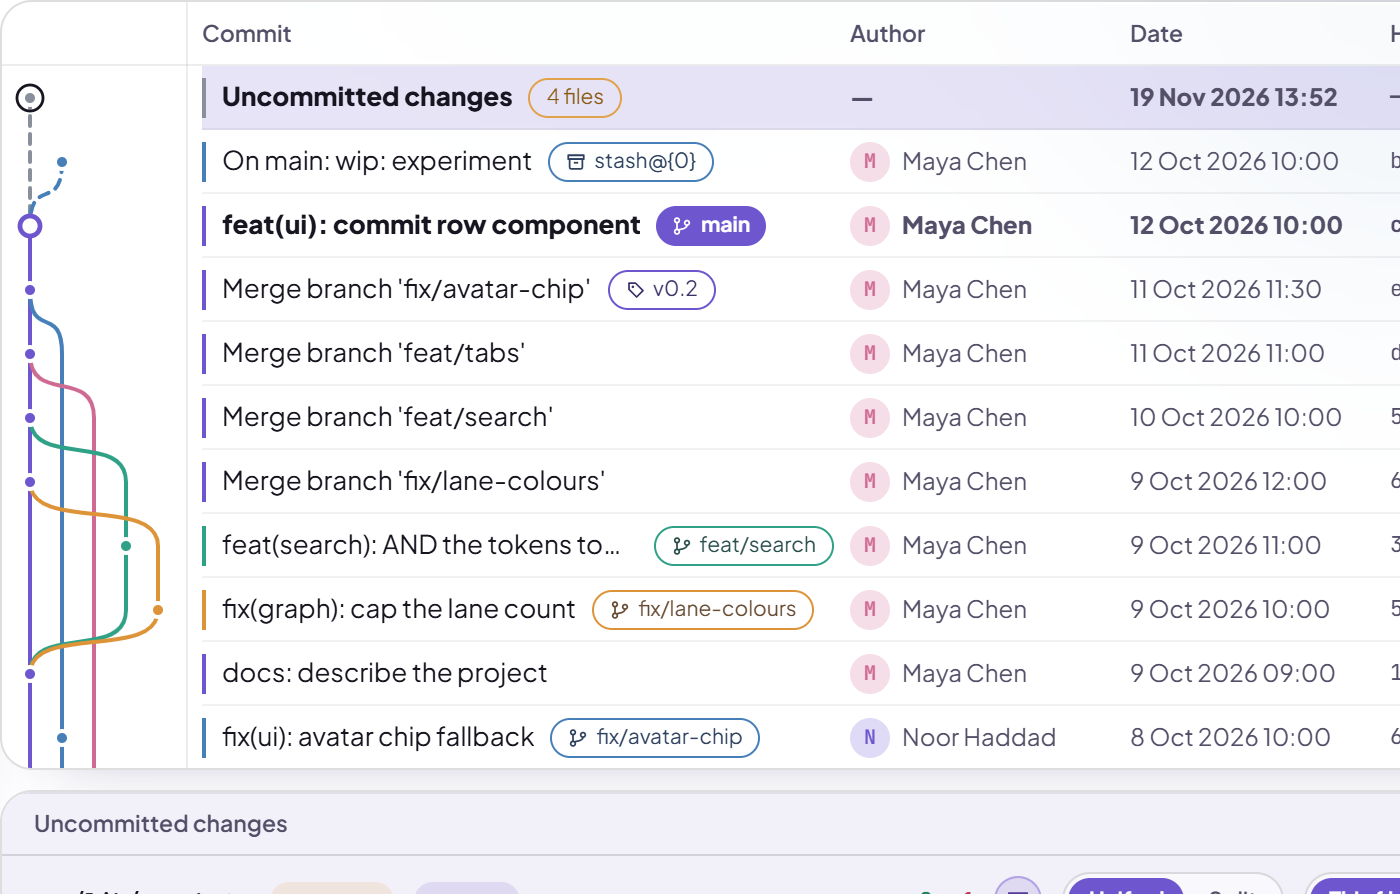 Commit Author Date
Uncommitted changes 4 files — 19 Nov 2026 13:52
On main: wip: experiment stash@{0} M Maya Chen 12 Oct 2026 10:00
feat(ui): commit row component main M Maya Chen 12 Oct 2026 10:00
Merge branch 'fix/avatar-chip' v0.2 M Maya Chen 11 Oct 2026 11:30
Merge branch 'feat/tabs' M Maya Chen 11 Oct 2026 11:00
Merge branch 'feat/search' M Maya Chen 10 Oct 2026 10:00
Merge branch 'fix/lane-colours' M Maya Chen 9 Oct 2026 12:00
feat(search): AND the tokens to... feat/search M Maya Chen 9 Oct 2026 11:00
fix(graph): cap the lane count fix/lane-colours M Maya Chen 9 Oct 2026 10:00
docs: describe the project M Maya Chen 9 Oct 2026 09:00
fix(ui): avatar chip fallback fix/avatar-chip N Noor Haddad 8 Oct 2026 10:00
Uncommitted changes